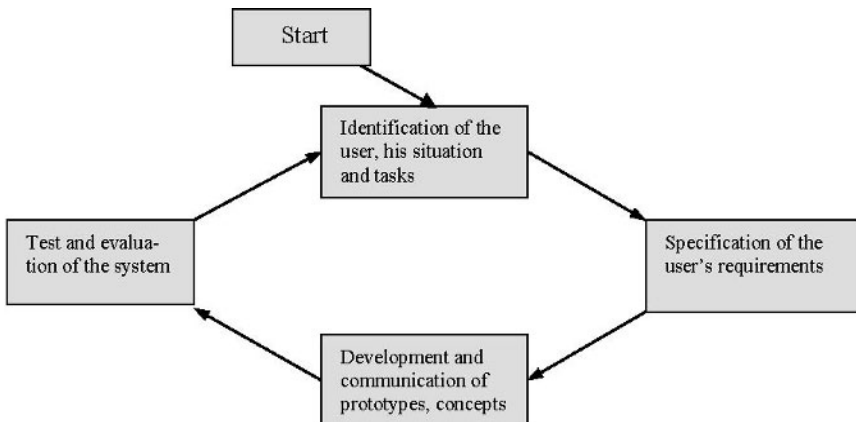 Start
Identification of the
user, his situation
and tasks
Specification of the
user's requirements
Development and
communication of
prototypes, concepts
Test and evalua-
tion of the system